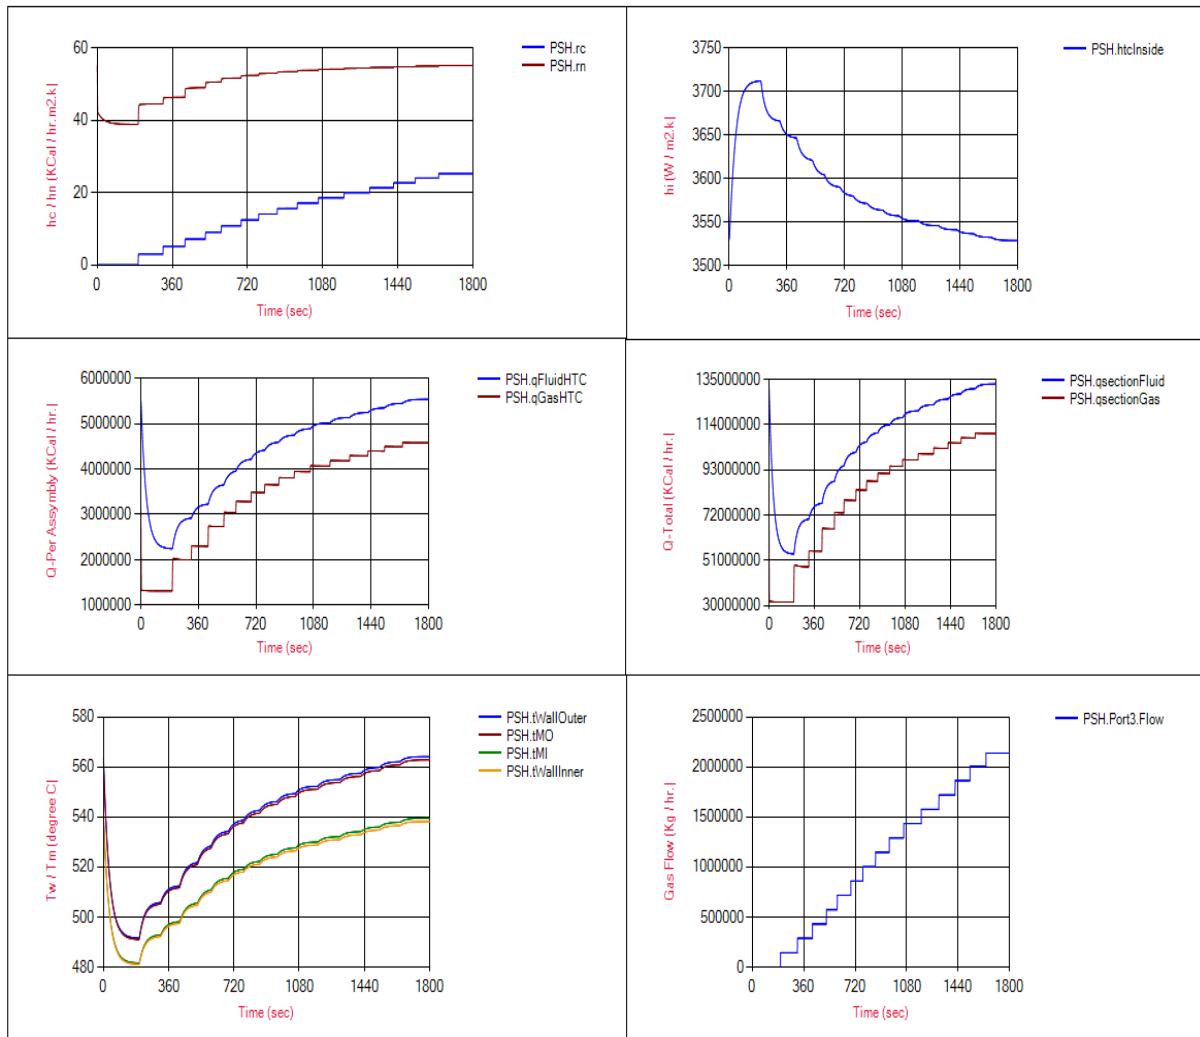 hc / hn (KCal / hr.m2.k)
60
40
20
0
0 360 720 1080 1440 1800
Time (sec)
PSH.rc
PSH.rn
hi (W / m2.k)
3750
3700
3650
3600
3550
3500
0 360 720 1080 1440 1800
Time (sec)
PSH.htcInside
Q-Per Assymbly (KCal / hr.)
6000000
5000000
4000000
3000000
2000000
1000000
0 360 720 1080 1440 1800
Time (sec)
PSH.qFluidHTC
PSH.qGasHTC
Q-Total (KCal / hr.)
135000000
114000000
93000000
72000000
51000000
30000000
0 360 720 1080 1440 1800
Time (sec)
PSH.qsectionFluid
PSH.qsectionGas
Tw / Tm (degree C)
580
560
540
520
500
480
0 360 720 1080 1440 1800
Time (sec)
PSH.tWallOuter
PSH.tMO
PSH.tMI
PSH.tWallInner
Gas Flow (Kg / hr.)
2500000
2000000
1500000
1000000
500000
0
0 360 720 1080 1440 1800
Time (sec)
PSH.Port3.Flow